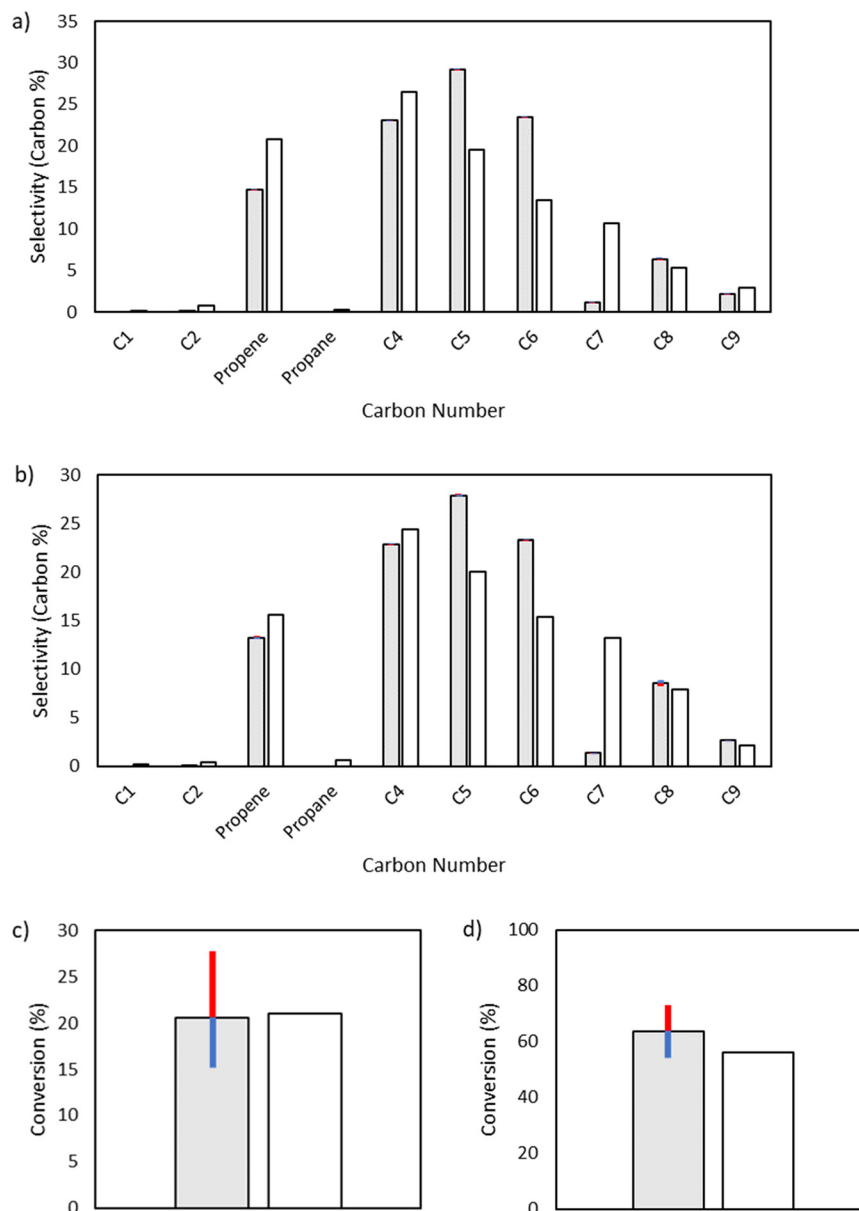 a)
Selectivity (Carbon %)
35
30
25
20
15
10
5
0
C1
C2
Propene
Propane
C4
C5
C6
C7
C8
C9
Carbon Number
b)
Selectivity (Carbon %)
30
25
20
15
10
5
0
C1
C2
Propene
Propane
C4
C5
C6
C7
C8
C9
Carbon Number
c)
Conversion (%)
30
25
20
15
10
5
0
d)
Conversion (%)
100
80
60
40
20
0